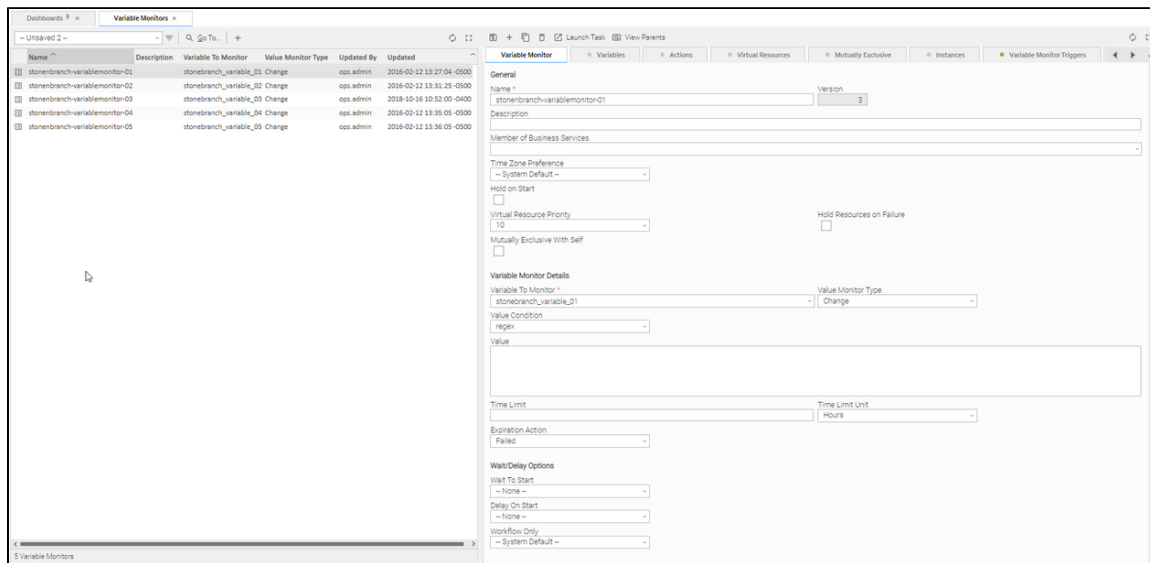 Dashboards
Variable Monitors
-- Unsaved 2 --
Go To...
Launch Task
View Parents
Name Description Variable To Monitor Value Monitor Type Updated By Updated
stonenbranch-variablemonitor-01 stonebranch_variable_01 Change ops.admin 2016-02-12 13:27:04 -0500
stonenbranch-variablemonitor-02 stonebranch_variable_02 Change ops.admin 2016-02-12 13:31:25 -0500
stonenbranch-variablemonitor-03 stonebranch_variable_03 Change ops.admin 2018-10-16 10:52:00 -0400
stonenbranch-variablemonitor-04 stonebranch_variable_04 Change ops.admin 2016-02-12 13:35:05 -0500
stonenbranch-variablemonitor-05 stonebranch_variable_05 Change ops.admin 2016-02-12 13:36:05 -0500
5 Variable Monitors
Variable Monitor Variables Actions Virtual Resources Mutually Exclusive Instances Variable Monitor Triggers
General
Name * Version
stonenbranch-variablemonitor-01 3
Description
Member of Business Services
Time Zone Preference
-- System Default --
Hold on Start
Virtual Resource Priority Hold Resources on Failure
10
Mutually Exclusive With Self
Variable Monitor Details
Variable To Monitor * Value Monitor Type
stonebranch_variable_01 Change
Value Condition
regex
Value
Time Limit Time Limit Unit
Hours
Expiration Action
Failed
Wait/Delay Options
Wait To Start
-- None --
Delay On Start
-- None --
Workflow Only
-- System Default --